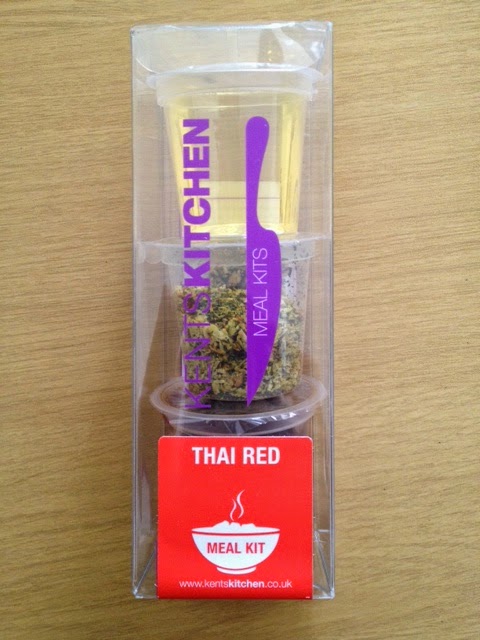 KENTSKITCHEN
MEAL KITS
THAI RED
MEAL KIT
www.kentskitchen.co.uk